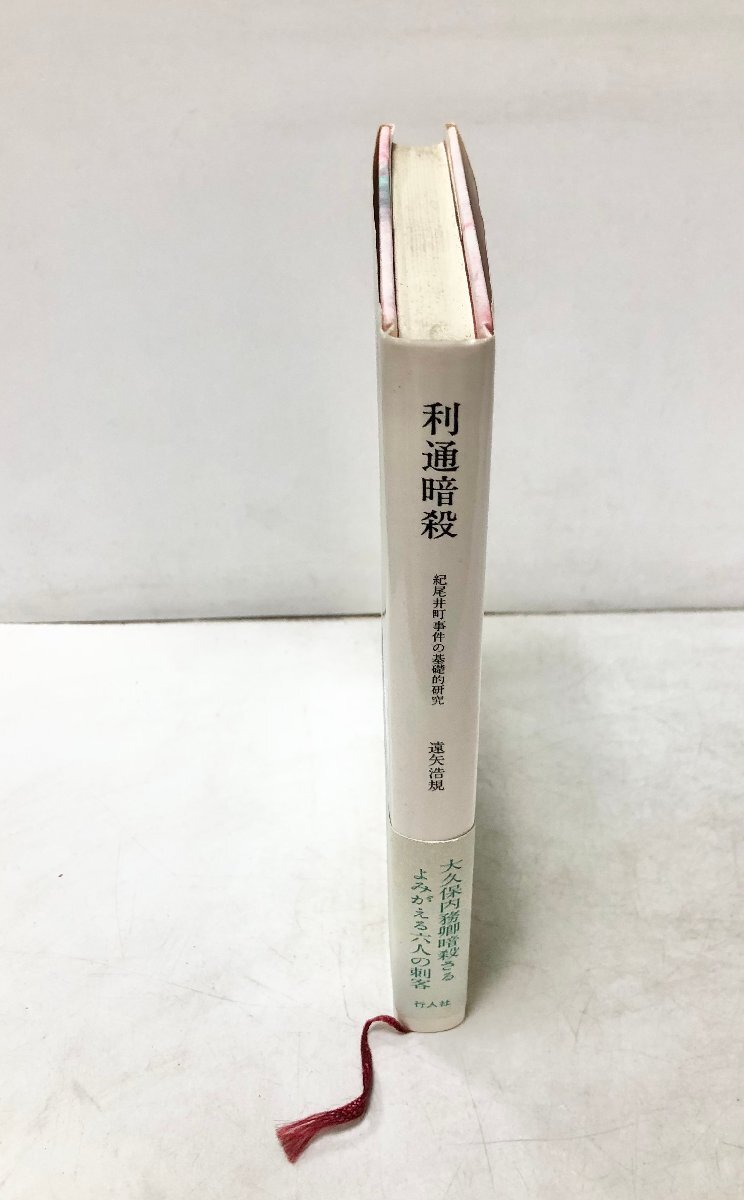 利通暗殺
紀尾井町事件の基礎的研究
遠矢浩規
大久保内務卿暗殺さる
よみがえる六人の刺客
行人社